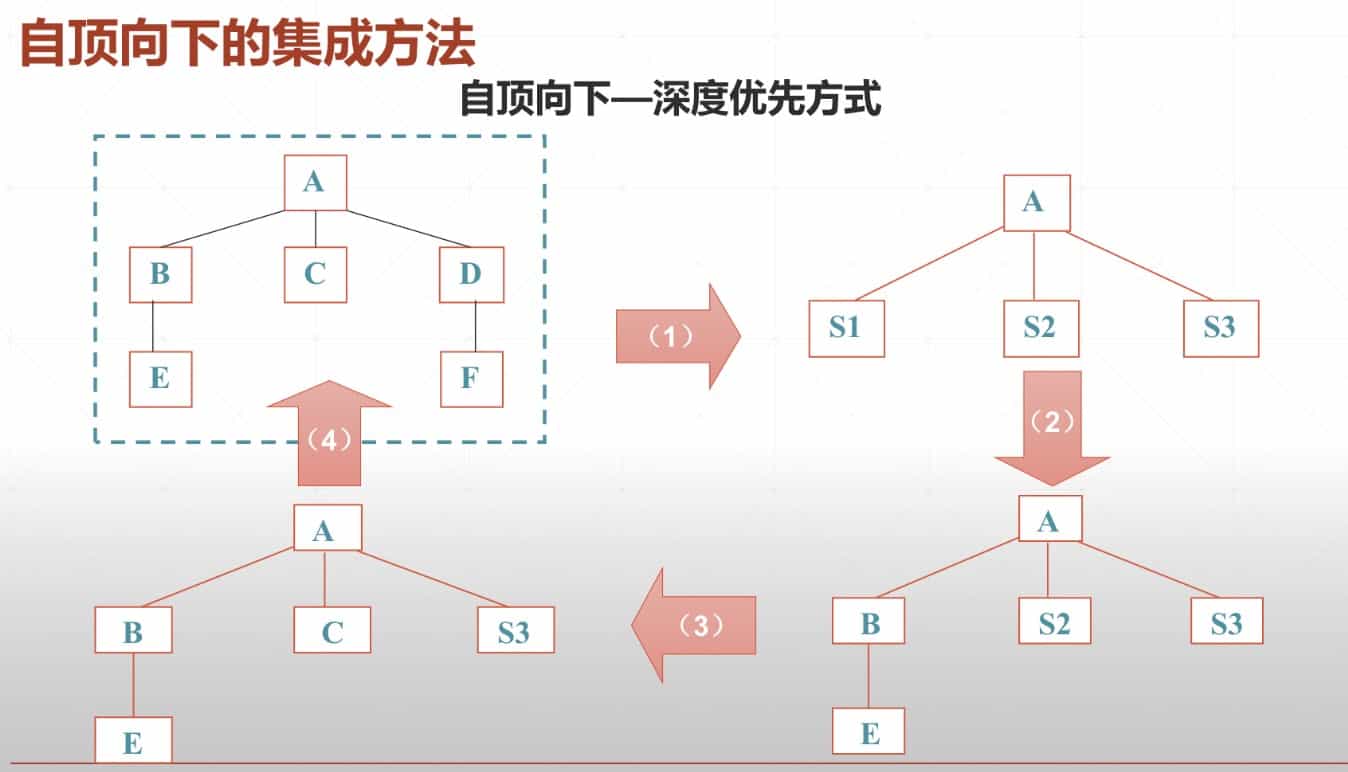 自顶向下的集成方法
自顶向下—深度优先方式
A
B C D
E F
（1）
A
S1 S2 S3
（2）
A
B S2 S3
E
（3）
A
B C S3
E
（4）